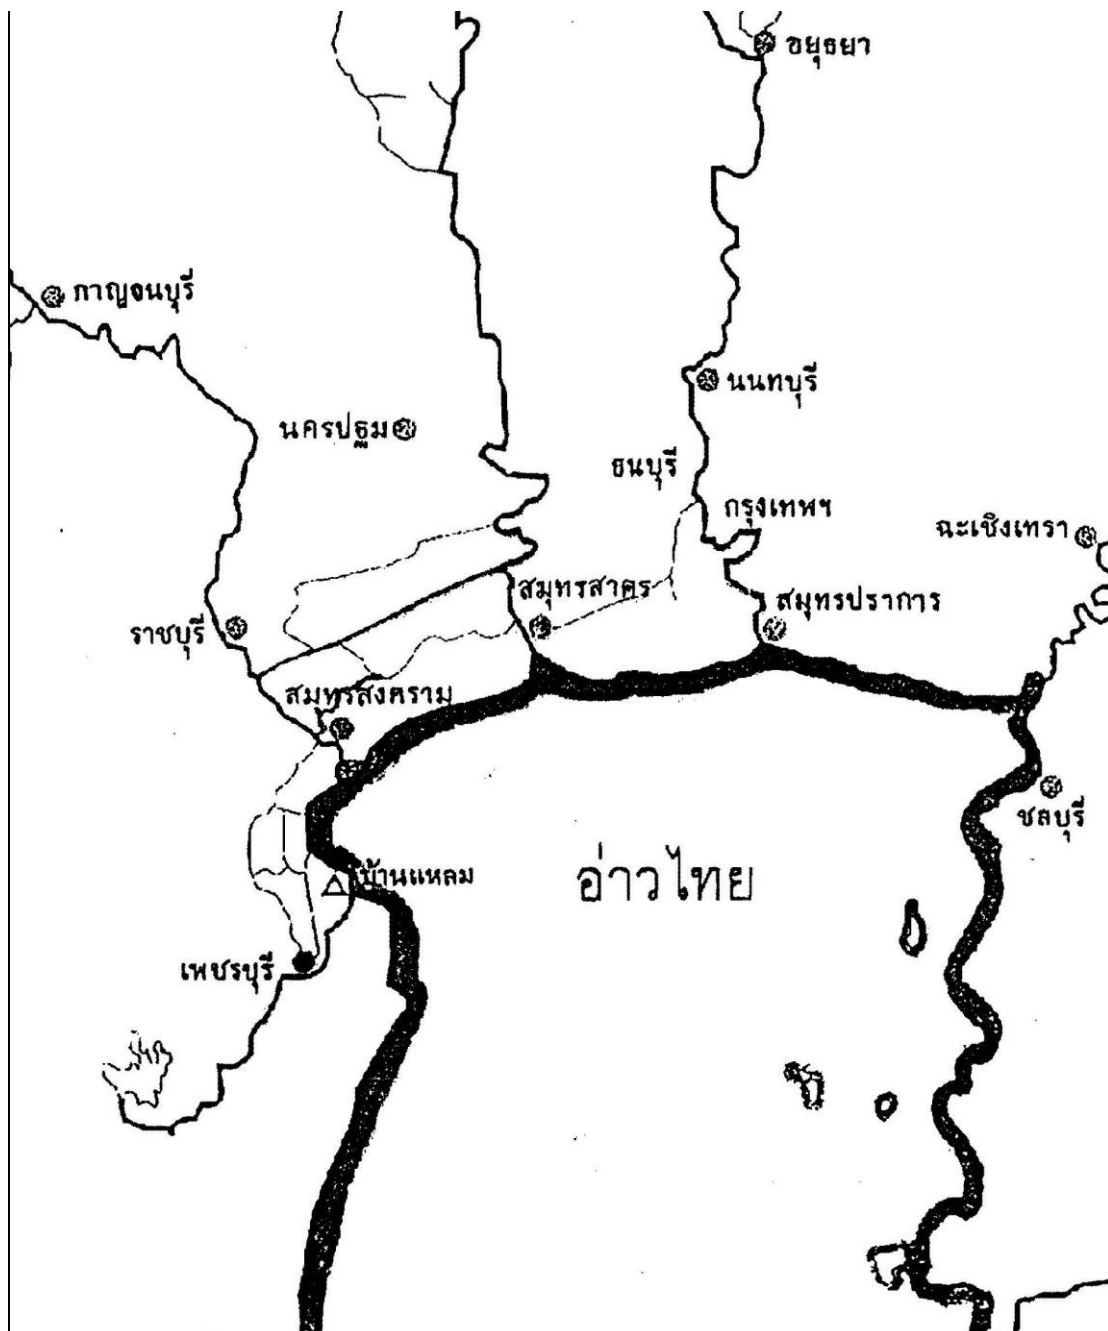 อยุธยา
กาญจนบุรี
นนทบุรี
นครปฐม
ธนบุรี
กรุงเทพฯ
ฉะเชิงเทรา
สมุทรสาคร
สมุทรปราการ
ราชบุรี
สมุทรสงคราม
ชลบุรี
บ้านแหลม
อ่าวไทย
เพชรบุรี